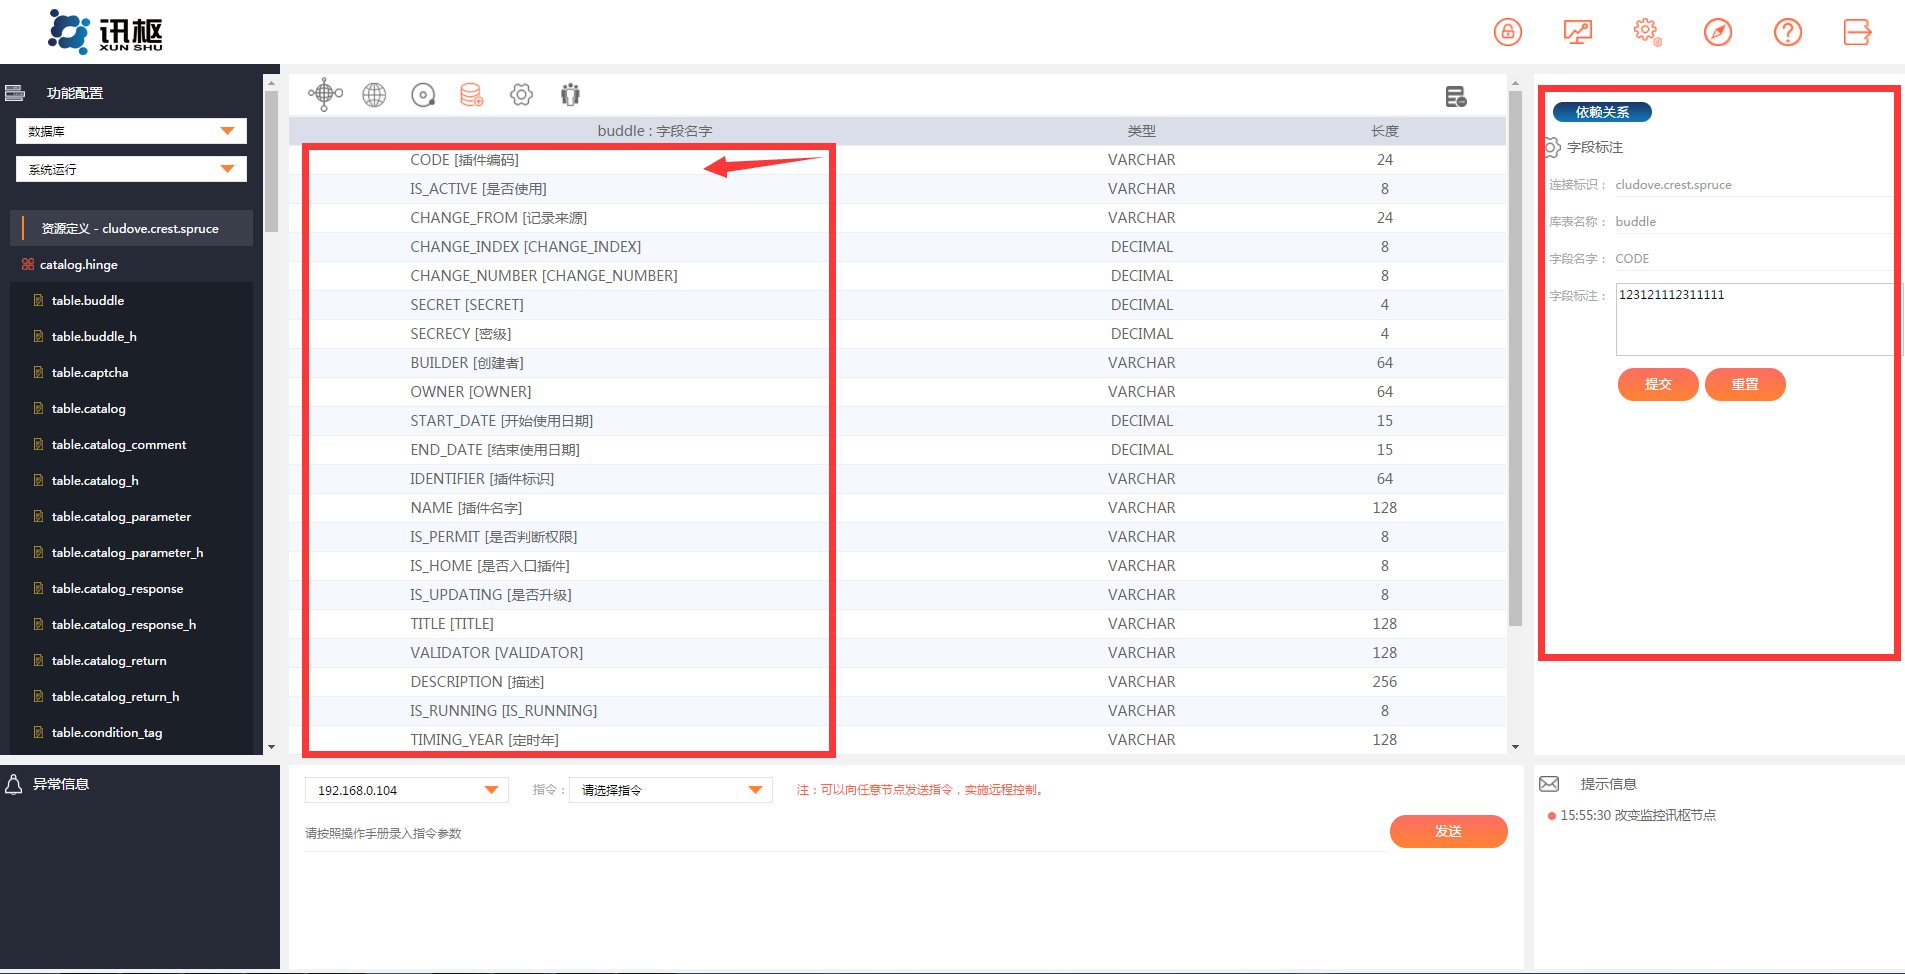 讯枢
XUN SHU
功能配置
数据库
系统运行
资源定义 - cludove.crest.spruce
catalog.hinge
table.buddle
table.buddle_h
table.captcha
table.catalog
table.catalog_comment
table.catalog_h
table.catalog_parameter
table.catalog_parameter_h
table.catalog_response
table.catalog_response_h
table.catalog_return
table.catalog_return_h
table.condition_tag
异常信息
buddle : 字段名字 类型 长度
CODE [插件编码] VARCHAR 24
IS_ACTIVE [是否使用] VARCHAR 8
CHANGE_FROM [记录来源] VARCHAR 24
CHANGE_INDEX [CHANGE_INDEX] DECIMAL 8
CHANGE_NUMBER [CHANGE_NUMBER] DECIMAL 8
SECRET [SECRET] DECIMAL 4
SECRECY [密级] DECIMAL 4
BUILDER [创建者] VARCHAR 64
OWNER [OWNER] VARCHAR 64
START_DATE [开始使用日期] DECIMAL 15
END_DATE [结束使用日期] DECIMAL 15
IDENTIFIER [插件标识] VARCHAR 64
NAME [插件名字] VARCHAR 128
IS_PERMIT [是否判断权限] VARCHAR 8
IS_HOME [是否入口插件] VARCHAR 8
IS_UPDATING [是否升级] VARCHAR 8
TITLE [TITLE] VARCHAR 128
VALIDATOR [VALIDATOR] VARCHAR 128
DESCRIPTION [描述] VARCHAR 256
IS_RUNNING [IS_RUNNING] VARCHAR 8
TIMING_YEAR [定时年] VARCHAR 128
192.168.0.104 指令： 请选择指令 注：可以向任意节点发送指令，实施远程控制。
请按照操作手册录入指令参数 发送
依赖关系
字段标注
连接标识： cludove.crest.spruce
库表名称： buddle
字段名字： CODE
字段标注： 123121112311111
提交 重置
提示信息
15:55:30 改变监控讯枢节点